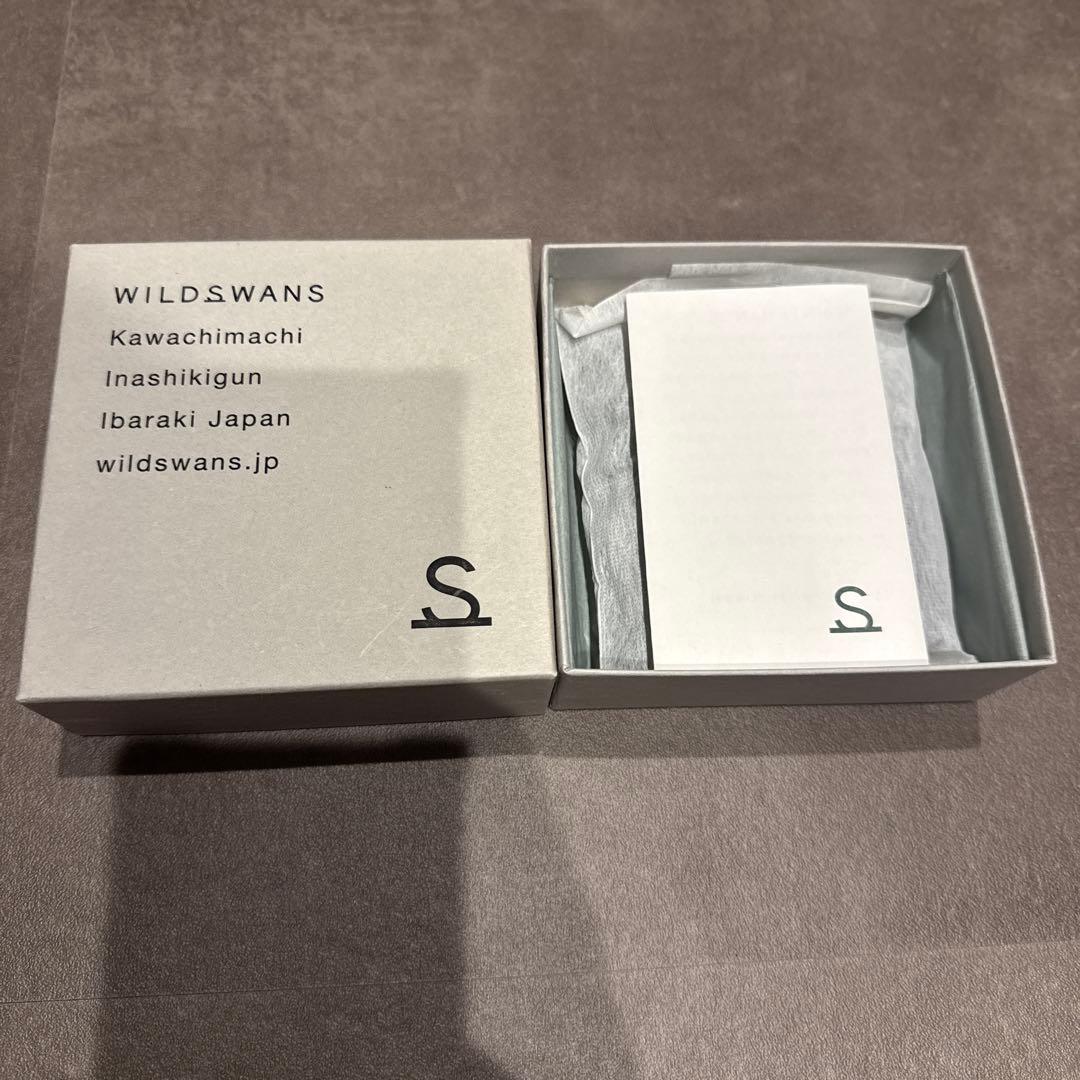 WILDSWANS
Kawachimachi
Inashikigun
Ibaraki Japan
wildswans.jp
S
S